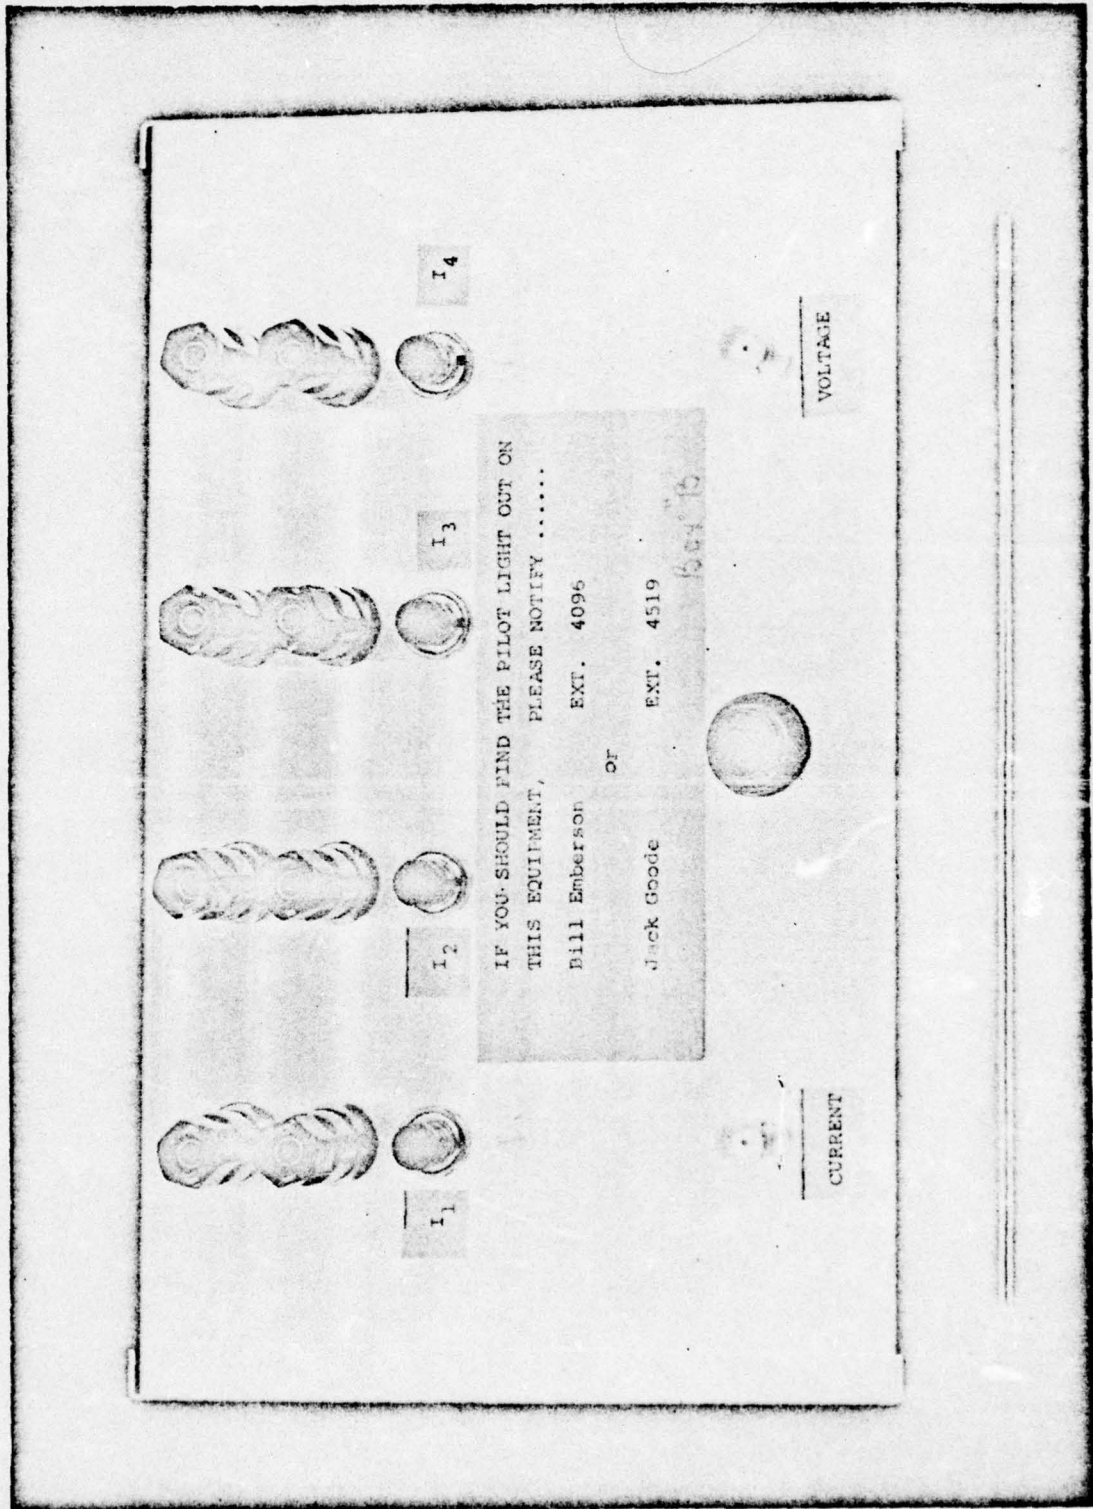 I1
I2
I3
I4
IF YOU SHOULD FIND THE PILOT LIGHT OUT ON
THIS EQUIPMENT, PLEASE NOTIFY ......
Bill Emberson EXT. 4096
or
Jack Goode EXT. 4519
CURRENT
VOLTAGE